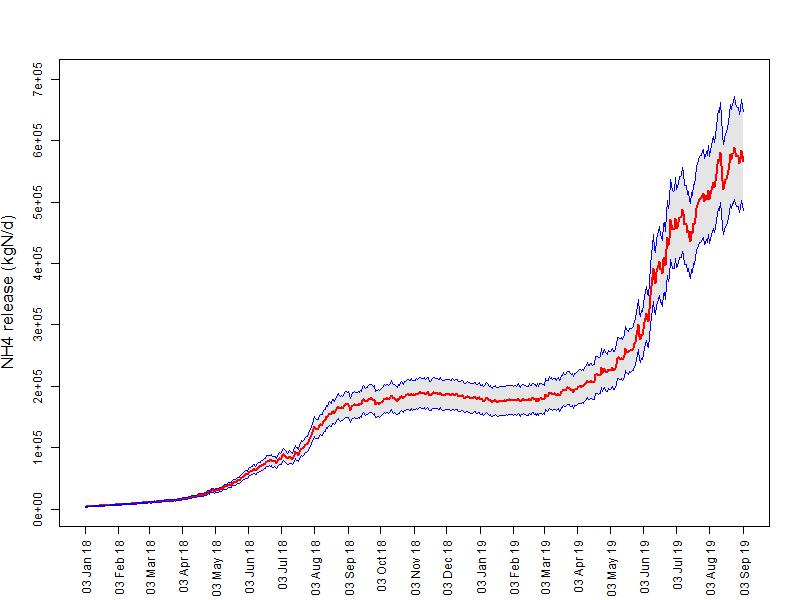 NH4 release (kgN/d)
7e+05
6e+05
5e+05
4e+05
3e+05
2e+05
1e+05
0e+00
03 Jan 18
03 Feb 18
03 Mar 18
03 Apr 18
03 May 18
03 Jun 18
03 Jul 18
03 Aug 18
03 Sep 18
03 Oct 18
03 Nov 18
03 Dec 18
03 Jan 19
03 Feb 19
03 Mar 19
03 Apr 19
03 May 19
03 Jun 19
03 Jul 19
03 Aug 19
03 Sep 19